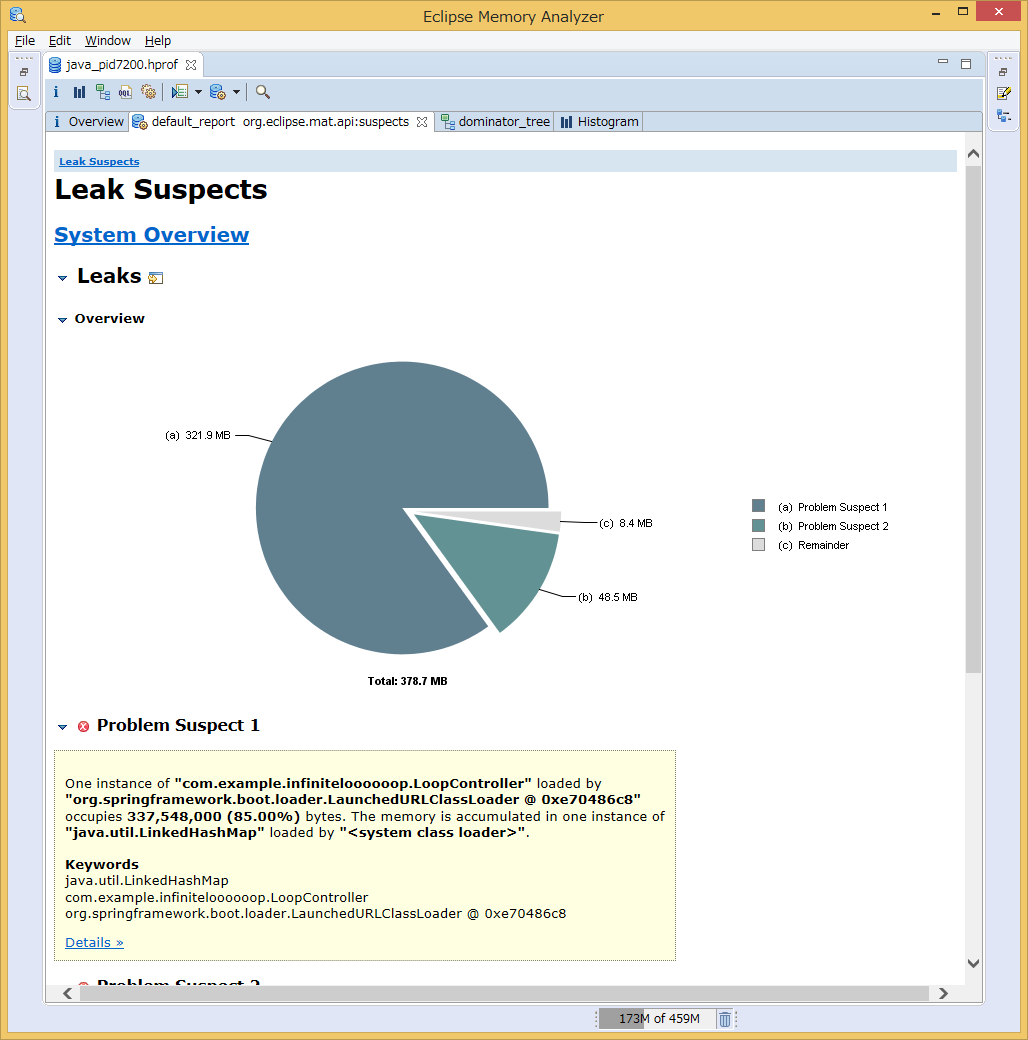 Eclipse Memory Analyzer
File Edit Window Help
java_pid7200.hprof
i OQL
i Overview default_report org.eclipse.mat.api:suspects dominator_tree Histogram
Leak Suspects
Leak Suspects
System Overview
Leaks
Overview
(a) 321.9 MB
(c) 8.4 MB
(b) 48.5 MB
(a) Problem Suspect 1
(b) Problem Suspect 2
(c) Remainder
Total: 378.7 MB
Problem Suspect 1
One instance of "com.example.infiniteloooooop.LoopController" loaded by
"org.springframework.boot.loader.LaunchedURLClassLoader @ 0xe70486c8"
occupies 337,548,000 (85.00%) bytes. The memory is accumulated in one instance of
"java.util.LinkedHashMap" loaded by "<system class loader>".
Keywords
java.util.LinkedHashMap
com.example.infiniteloooooop.LoopController
org.springframework.boot.loader.LaunchedURLClassLoader @ 0xe70486c8
Details »
Problem Suspect 2
173M of 459M